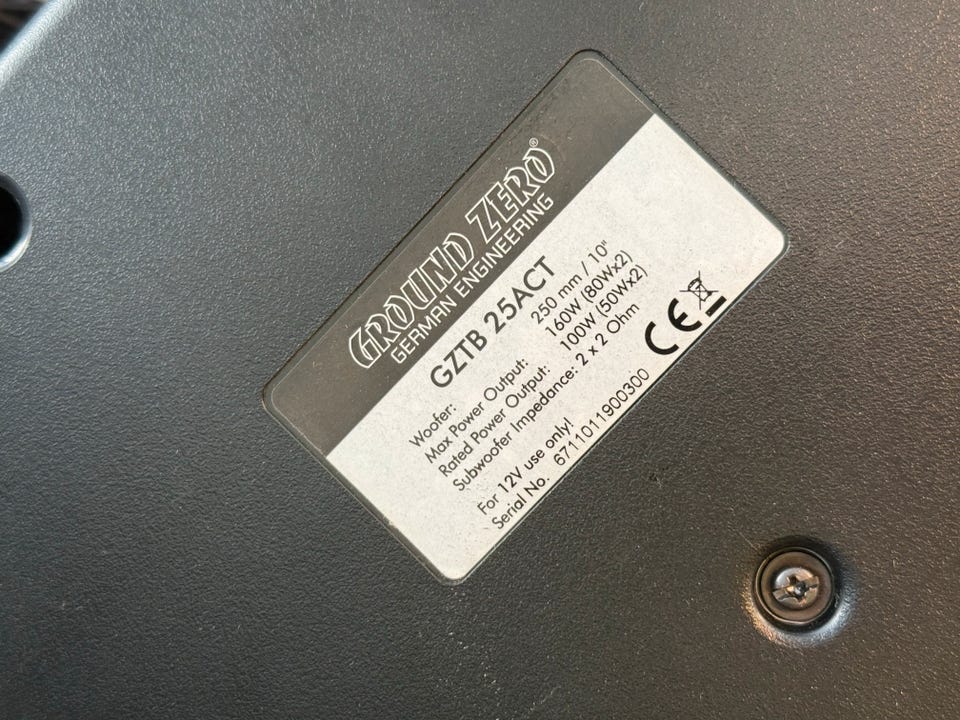 GROUND ZERO®
GERMAN ENGINEERING
GZTB 25ACT
Woofer: 250 mm / 10"
Max Power Output: 160W (80Wx2)
Rated Power Output: 100W (50Wx2)
Subwoofer Impedance: 2 x 2 Ohm
For 12V use only!
Serial No. 6711011900300
CE